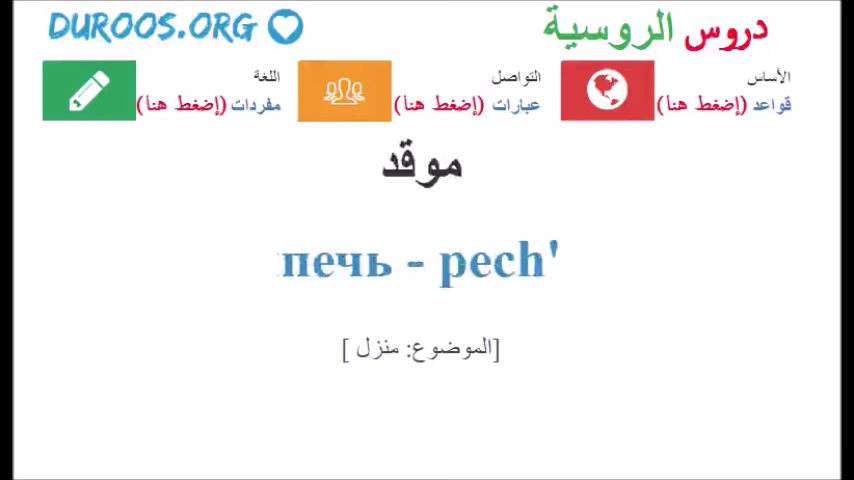 DUROOS.ORG
دروس الروسية
الأساس
قواعد (إضغط هنا)
التواصل
عبارات (إضغط هنا)
اللغة
مفردات (إضغط هنا)
موقد
печь - pech'
[الموضوع: منزل ]